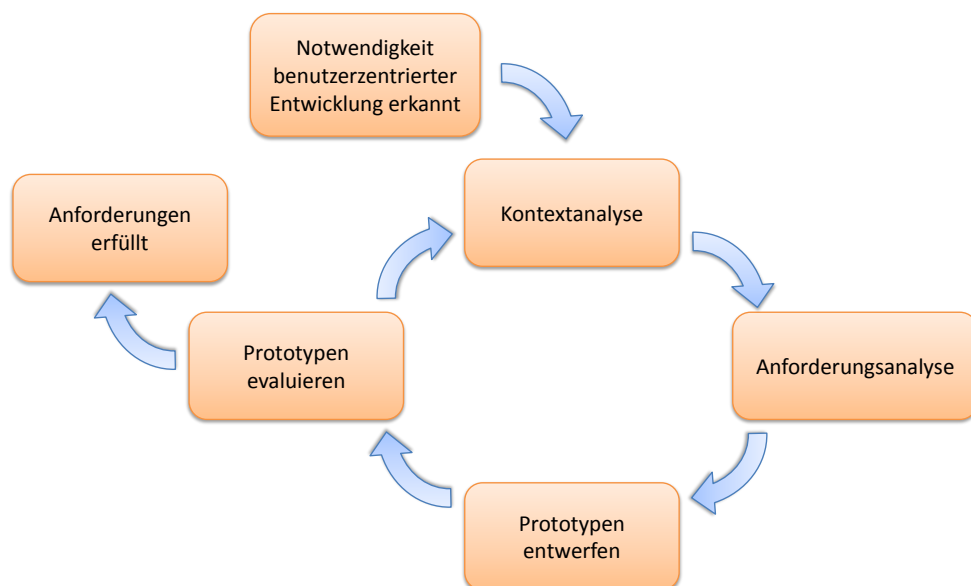 Notwendigkeit
benutzerzentrierter
Entwicklung erkannt
Kontextanalyse
Anforderungen
erfüllt
Prototypen
evaluieren
Anforderungsanalyse
Prototypen
entwerfen